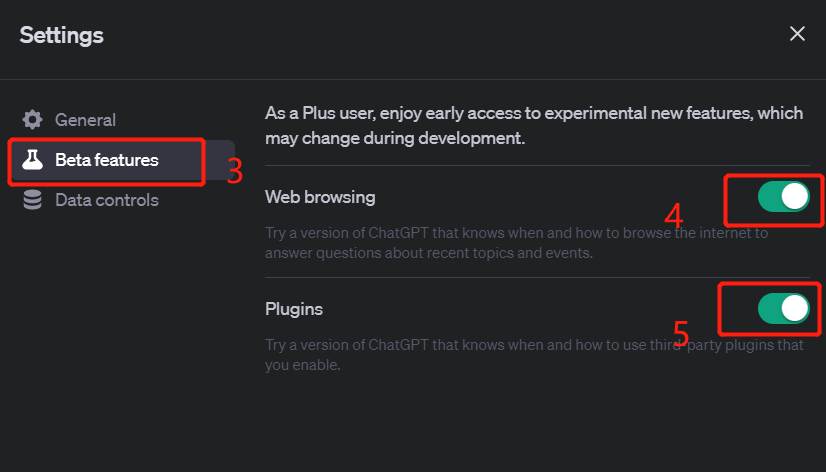 Settings
General
Beta features
3
Data controls
As a Plus user, enjoy early access to experimental new features, which
may change during development.
Web browsing
4
Try a version of ChatGPT that knows when and how to browse the internet to
answer questions about recent topics and events.
Plugins
5
Try a version of ChatGPT that knows when and how to use third-party plugins that
you enable.